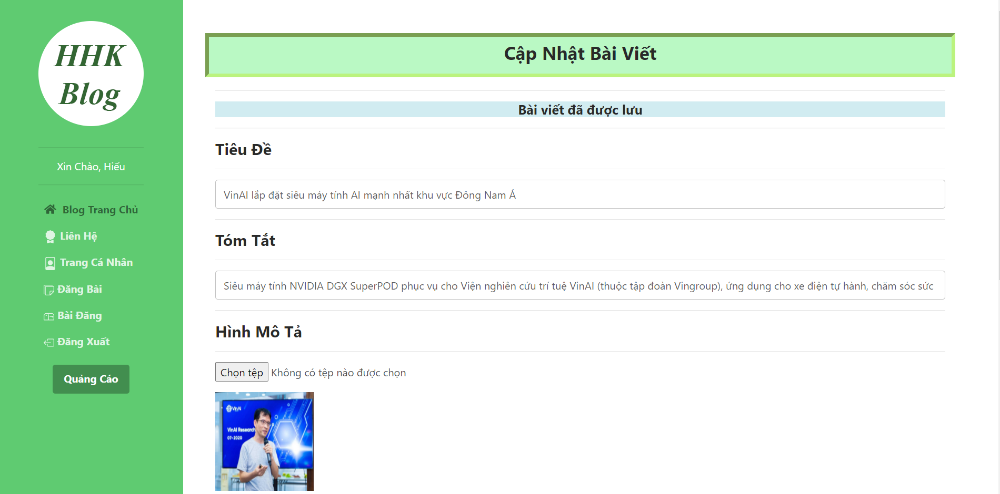 HHK
Blog
Xin Chào, Hiếu
Blog Trang Chủ
Liên Hệ
Trang Cá Nhân
Đăng Bài
Bài Đăng
Đăng Xuất
Quảng Cáo
Cập Nhật Bài Viết
Bài viết đã được lưu
Tiêu Đề
VinAI lắp đặt siêu máy tính AI mạnh nhất khu vực Đông Nam Á
Tóm Tắt
Siêu máy tính NVIDIA DGX SuperPOD phục vụ cho Viện nghiên cứu trí tuệ VinAI (thuộc tập đoàn Vingroup), ứng dụng cho xe điện tự hành, chăm sóc sức
Hình Mô Tả
Chọn tệp Không có tệp nào được chọn
VinAI
VinAI Research
07-2020